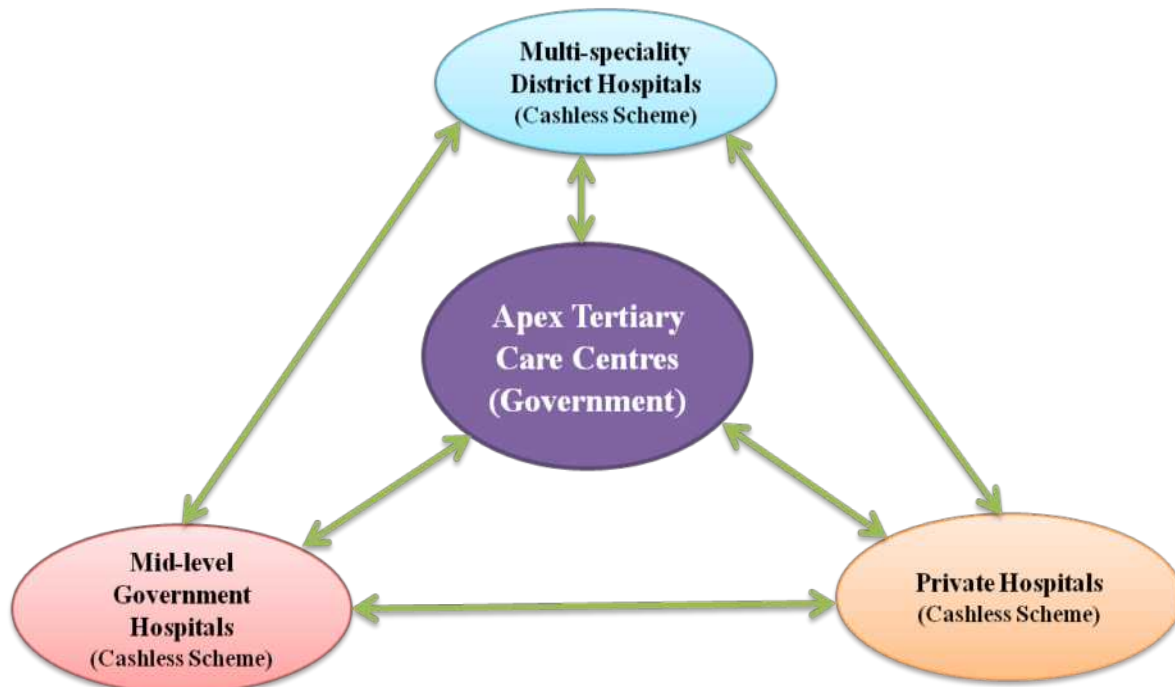 Multi-speciality
District Hospitals
(Cashless Scheme)
Apex Tertiary
Care Centres
(Government)
Mid-level
Government
Hospitals
(Cashless Scheme)
Private Hospitals
(Cashless Scheme)